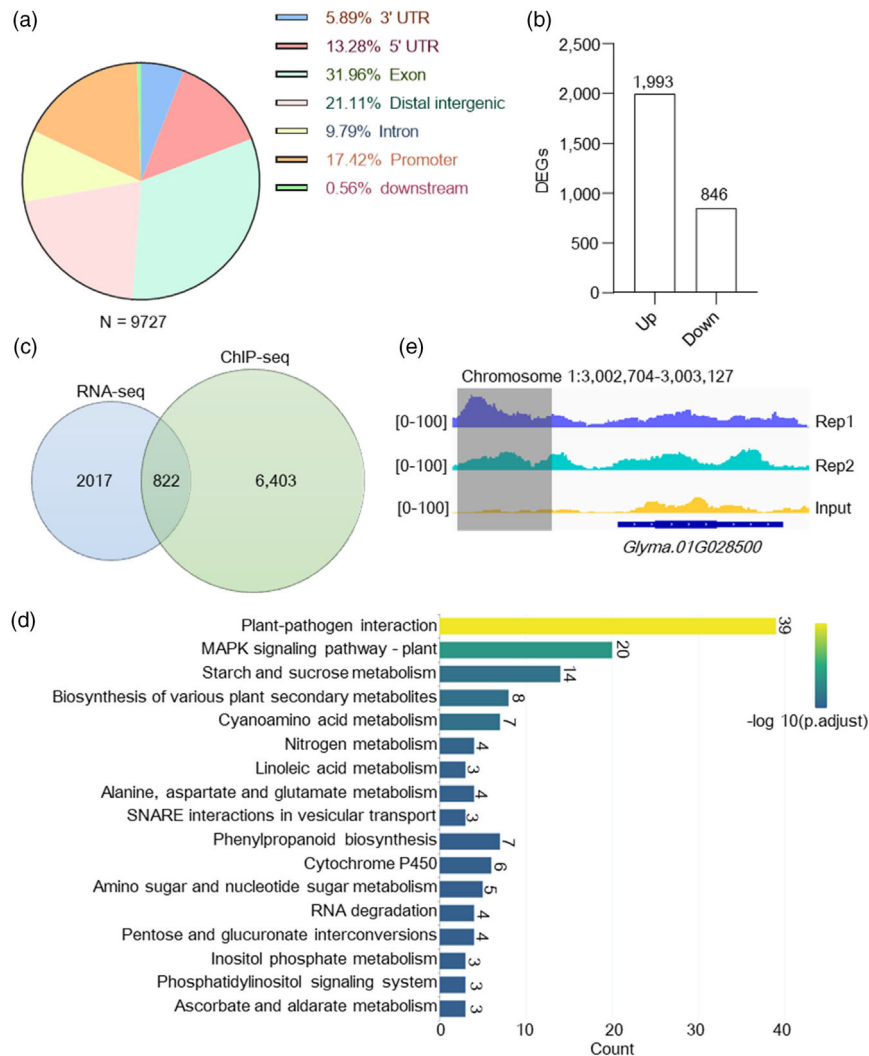 (a)
5.89% 3' UTR
13.28% 5' UTR
31.96% Exon
21.11% Distal intergenic
9.79% Intron
17.42% Promoter
0.56% downstream
N = 9727
(b)
DEGs
2,500
2,000
1,500
1,000
500
0
1,993
846
Up
Down
(c)
RNA-seq
ChIP-seq
2017
822
6,403
(e)
Chromosome 1:3,002,704-3,003,127
[0-100]
Rep1
[0-100]
Rep2
[0-100]
Input
Glyma.01G028500
(d)
Plant-pathogen interaction
39
MAPK signaling pathway - plant
20
Starch and sucrose metabolism
14
Biosynthesis of various plant secondary metabolites
8
Cyanoamino acid metabolism
7
Nitrogen metabolism
4
Linoleic acid metabolism
3
Alanine, aspartate and glutamate metabolism
4
SNARE interactions in vesicular transport
3
Phenylpropanoid biosynthesis
7
Cytochrome P450
6
Amino sugar and nucleotide sugar metabolism
5
RNA degradation
4
Pentose and glucuronate interconversions
4
Inositol phosphate metabolism
3
Phosphatidylinositol signaling system
3
Ascorbate and aldarate metabolism
3
0
10
20
30
40
Count
-log 10(p.adjust)